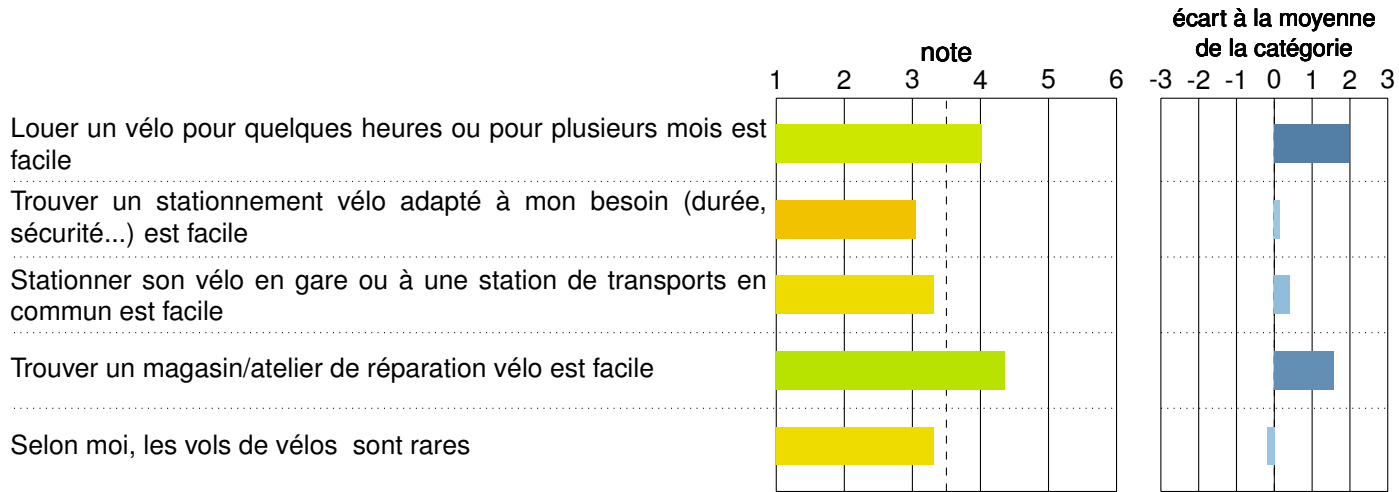 écart à la moyenne
note de la catégorie
1 2 3 4 5 6 -3 -2 -1 0 1 2 3
Louer un vélo pour quelques heures ou pour plusieurs mois est
facile
Trouver un stationnement vélo adapté à mon besoin (durée,
sécurité...) est facile
Stationner son vélo en gare ou à une station de transports en
commun est facile
Trouver un magasin/atelier de réparation vélo est facile
Selon moi, les vols de vélos sont rares